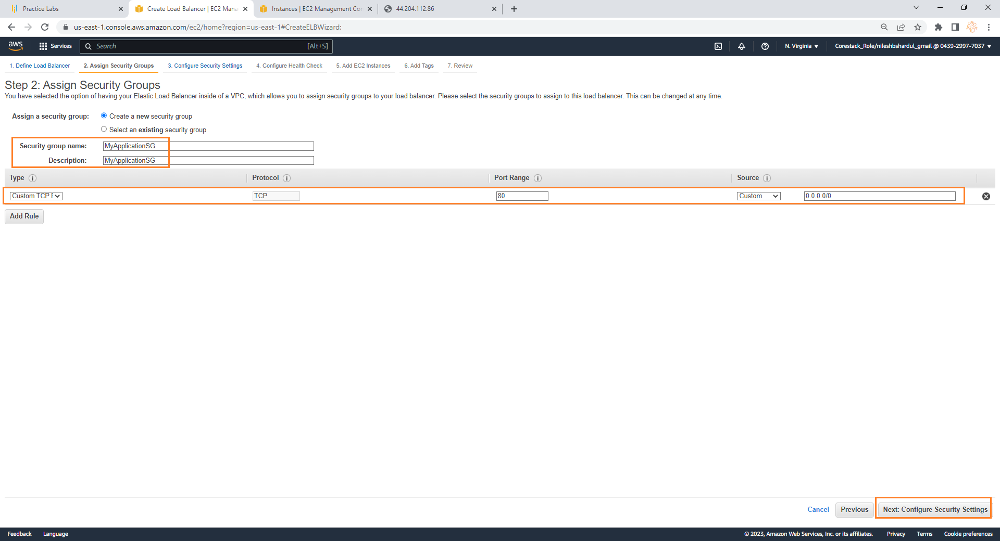 Practice Labs
Create Load Balancer | EC2 Mana
Instances | EC2 Management Cor
44.204.112.86
us-east-1.console.aws.amazon.com/ec2/home?region=us-east-1#CreateELBWizard:
aws
Services
Search
[Alt+S]
N. Virginia
Corestack_Role/nileshbshardul_gmail @ 0439-2997-7037
1. Define Load Balancer
2. Assign Security Groups
3. Configure Security Settings
4. Configure Health Check
5. Add EC2 Instances
6. Add Tags
7. Review
Step 2: Assign Security Groups
You have selected the option of having your Elastic Load Balancer inside of a VPC, which allows you to assign security groups to your load balancer. Please select the security groups to assign to this load balancer. This can be changed at any time.
Assign a security group:
Create a new security group
Select an existing security group
Security group name:
MyApplicationSG
Description:
MyApplicationSG
Type
Protocol
Port Range
Source
Custom TCP F
TCP
80
Custom
0.0.0.0/0
Add Rule
Cancel
Previous
Next: Configure Security Settings
Feedback
Language
© 2023, Amazon Web Services, Inc. or its affiliates.
Privacy
Terms
Cookie preferences